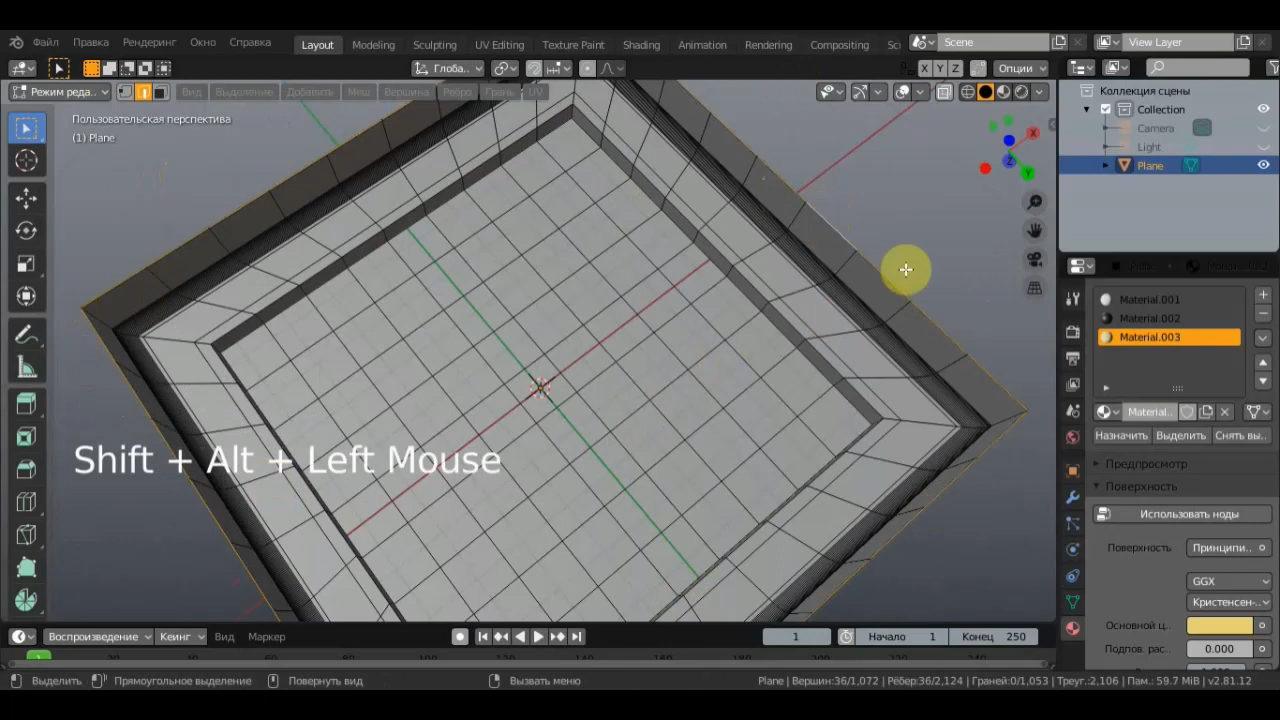 Файл Правка Рендеринг Окно Справка Layout Modeling Sculpting UV Editing Texture Paint Shading Animation Rendering Compositing Sc Scene View Layer
Глоба.. X Y Z Опции
Режим реда.. Вид Выделение Добавить Меш Вершина Ребро Грань UV
Пользовательская перспектива
(1) Plane
Коллекция сцены
Collection
Camera
Light
Plane
X
Y
Z
Material.001
Material.002
Material.003
Material..
Назначить Выделить Снять вы..
Предпросмотр
Поверхность
Использовать ноды
Поверхность Принципи..
GGX
Кристенсен-..
Основной ц..
Подпов. рас.. 0.000
Shift + Alt + Left Mouse
Воспроизведение Кеинг Вид Маркер 1 Начало 1 Конец 250
Выделить Прямоугольное выделение Повернуть вид Вызвать меню Plane | Вершин:36/1,072 | Рёбер:36/2,124 | Граней:0/1,053 | Треуг.:2,106 | Пам.: 59.7 MiB | v2.81.12